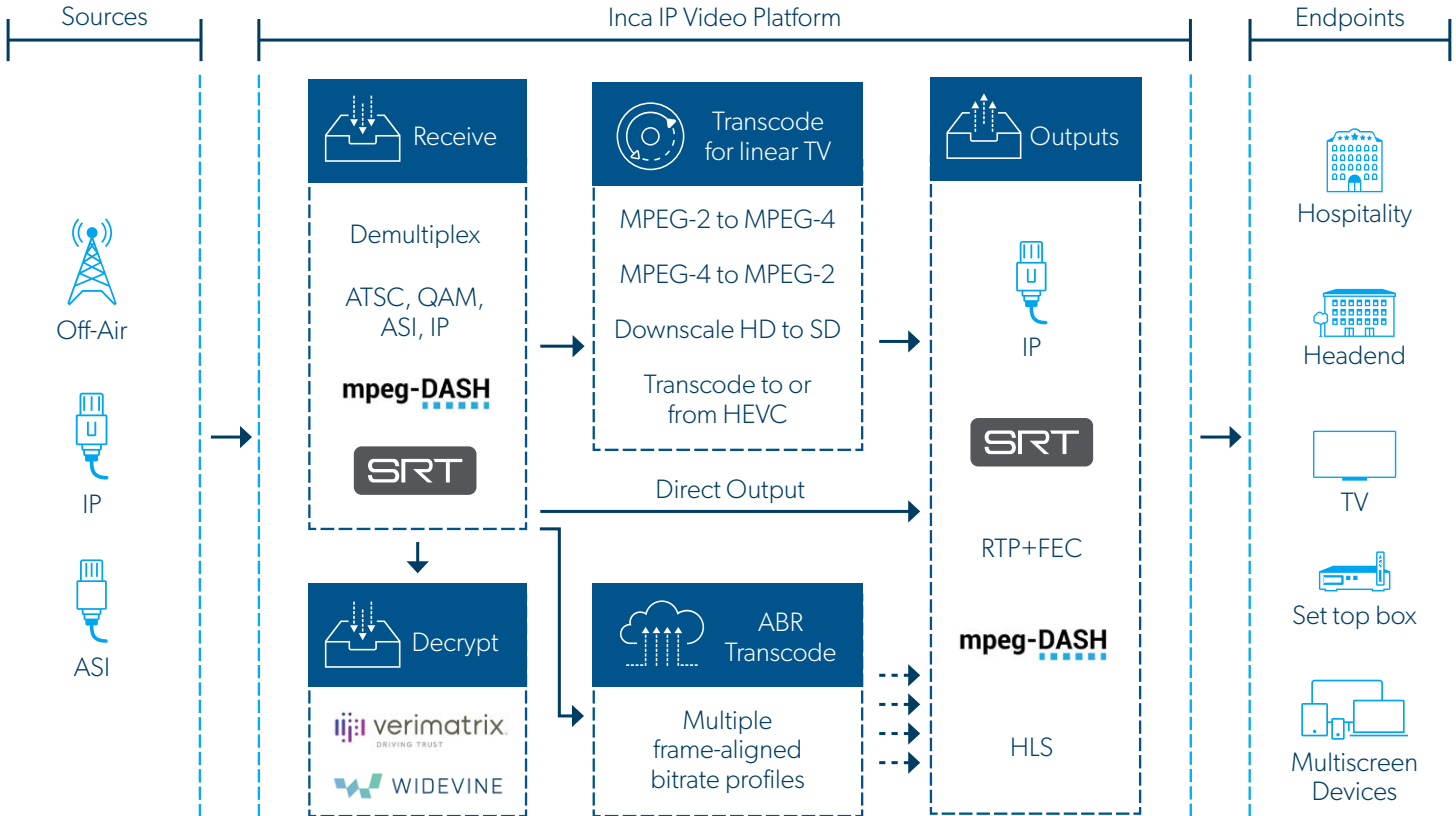 Sources
Inca IP Video Platform
Endpoints
Off-Air
IP
ASI
Receive
Demultiplex
ATSC, QAM,
ASI, IP
mpeg-DASH
SRT
Decrypt
verimatrix
DRIVING TRUST
WIDEVINE
Transcode
for linear TV
MPEG-2 to MPEG-4
MPEG-4 to MPEG-2
Downscale HD to SD
Transcode to or
from HEVC
Direct Output
ABR
Transcode
Multiple
frame-aligned
bitrate profiles
Outputs
IP
SRT
RTP+FEC
mpeg-DASH
HLS
Hospitality
Headend
TV
Set top box
Multiscreen
Devices